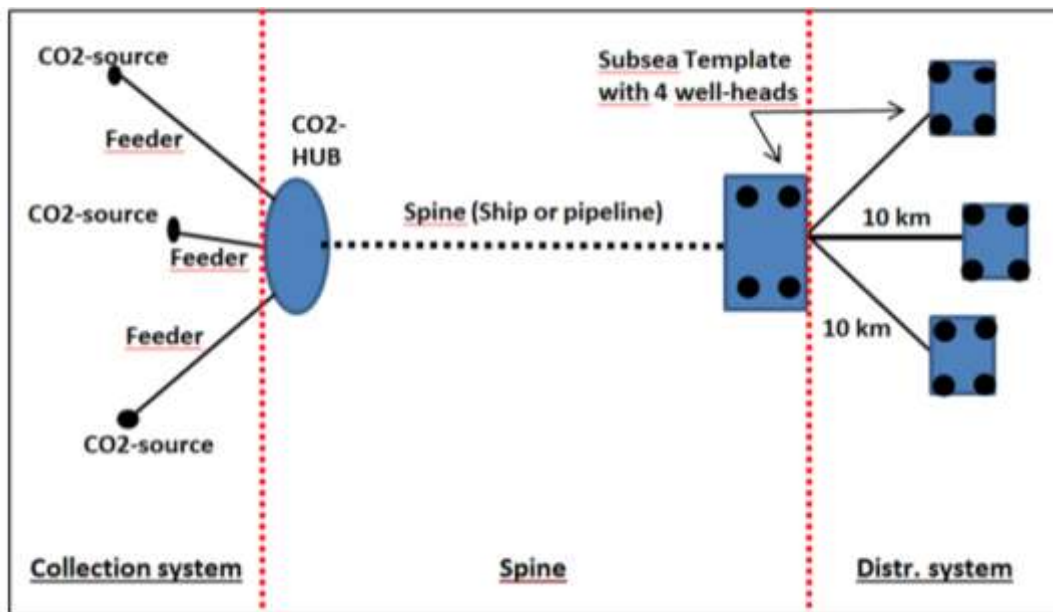 CO2-source
Feeder
CO2-
HUB
Subsea Template
with 4 well-heads
CO2-source
Feeder
Spine (Ship or pipeline)
10 km
Feeder
10 km
CO2-source
Collection system
Spine
Distr. system